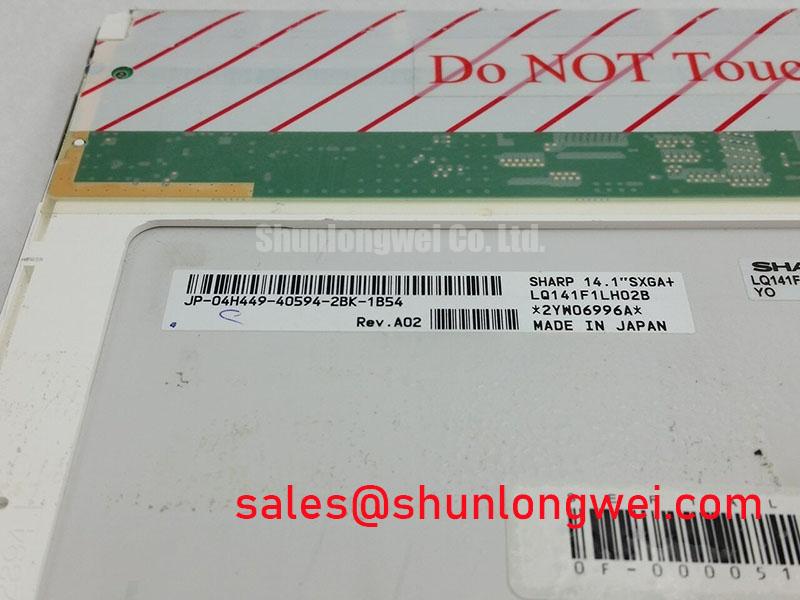 Do NOT Touc
Shunlongwei Co.Ltd.
JP-04H449-40594-2BK-1B54
Rev.A02
SHARP 14.1"SXGA+
LQ141F1LH02B
*2YW06996A*
MADE IN JAPAN
SHA
LQ141F
YO
sales@shunlongwei.com
0F-000051